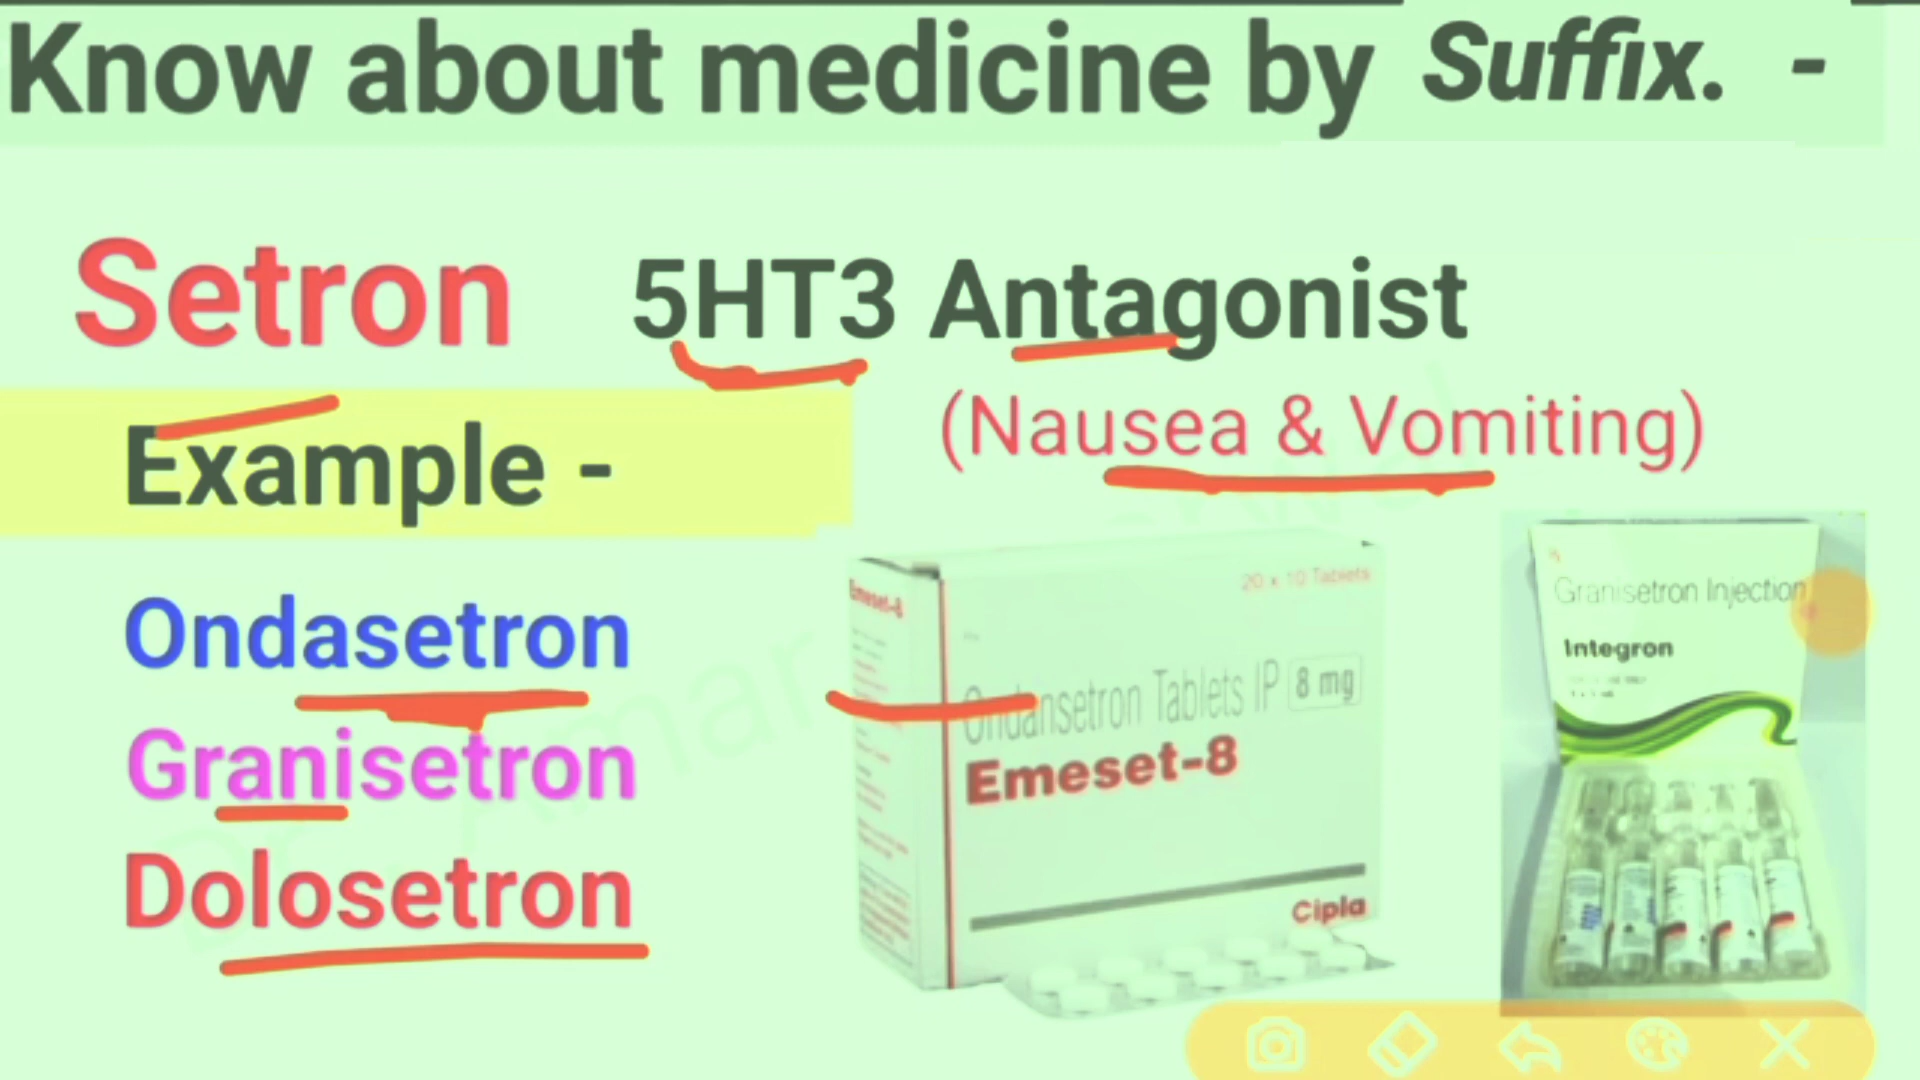 Know about medicine by Suffix. -
Setron 5HT3 Antagonist
(Nausea & Vomiting)
Example -
Ondasetron
Granisetron
Dolosetron
20 x 10 Tablets
Emeset-8
Ondansetron Tablets IP 8 mg
Emeset-8
Cipla
Granisetron Injection
Integron